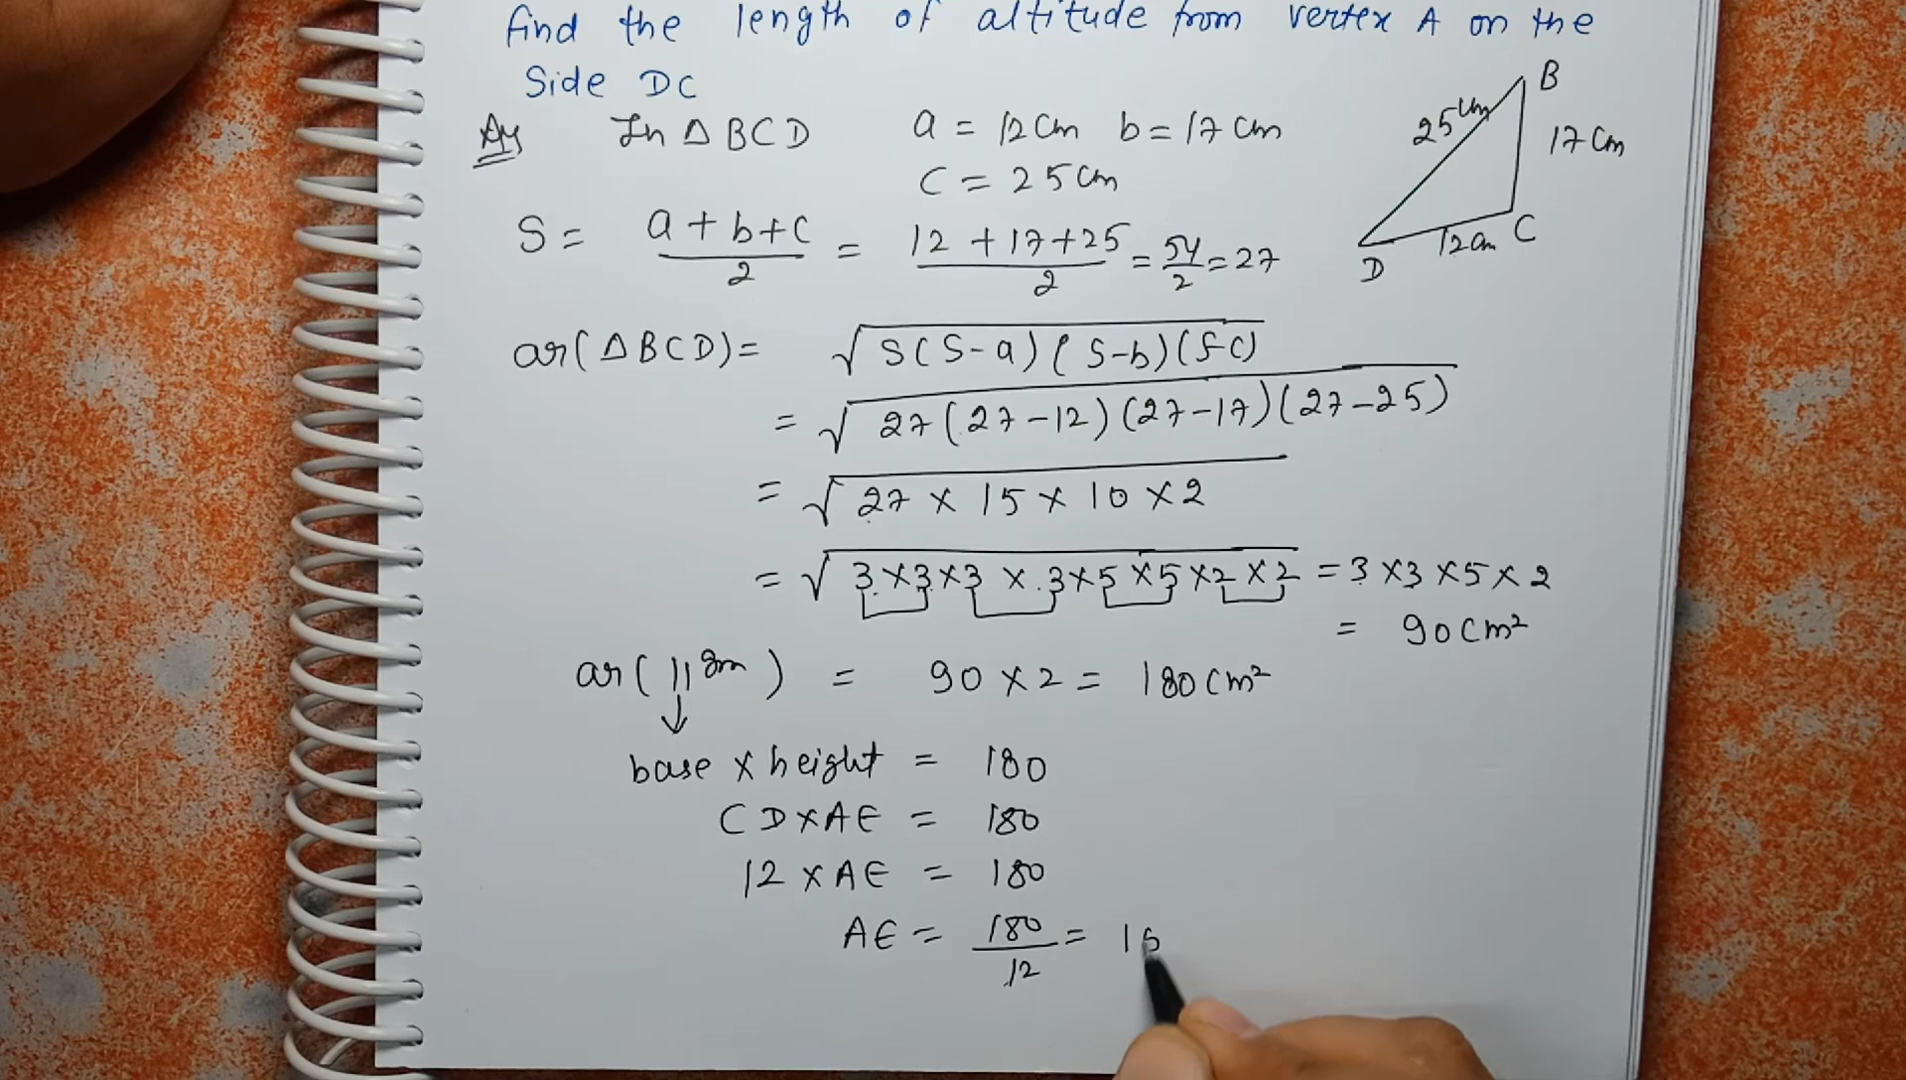 find the length of altitude from vertex A on the
Side DC
Ans In Δ BCD a = 12 Cm b = 17 Cm
C = 25 Cm
S = a + b + c / 2 = 12 + 17 + 25 / 2 = 54/2 = 27
ar(ΔBCD) = √S(S-a)(S-b)(S-C)
= √27(27-12)(27-17)(27-25)
= √27 × 15 × 10 × 2
= √3×3×3×3×5×5×2×2 = 3×3×5×2
= 90 Cm²
ar(||gm) = 90 × 2 = 180 Cm²
↓
base × height = 180
CD×AE = 180
12 × AE = 180
AE = 180/12 = 15
B
25 Cm
17 Cm
12 Cm
C
D